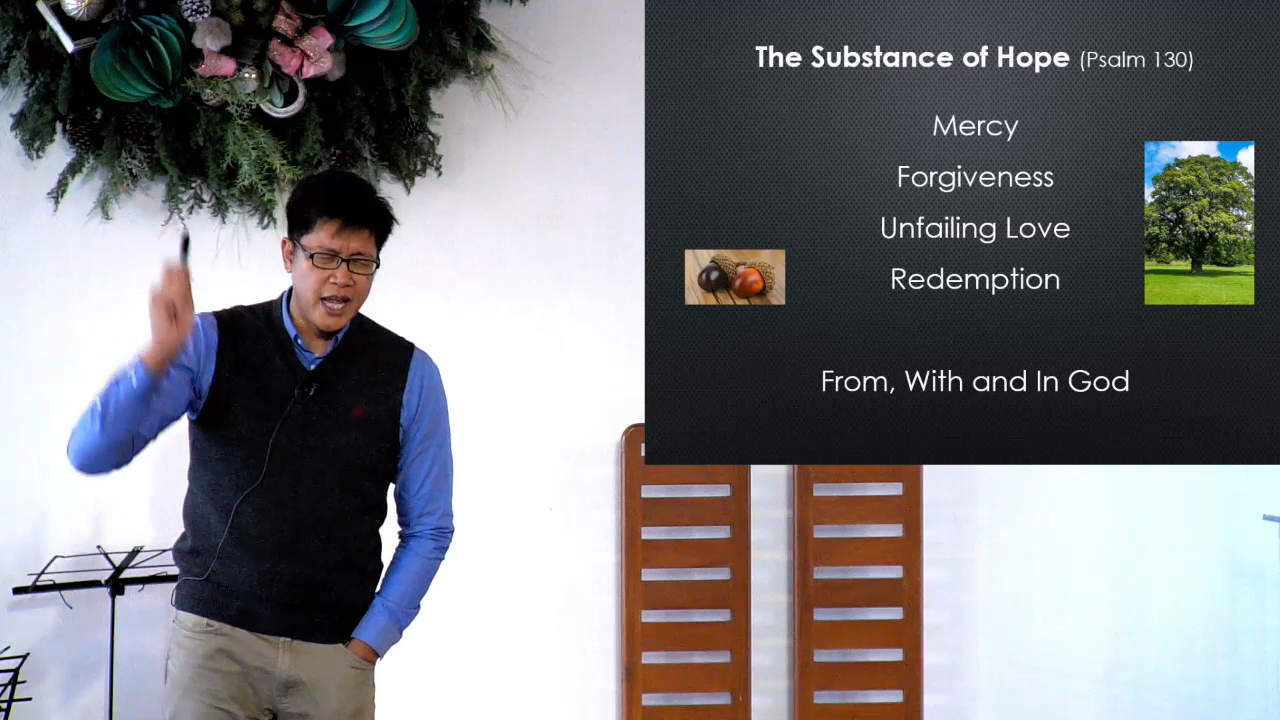 The Substance of Hope (Psalm 130)
Mercy
Forgiveness
Unfailing Love
Redemption
From, With and In God